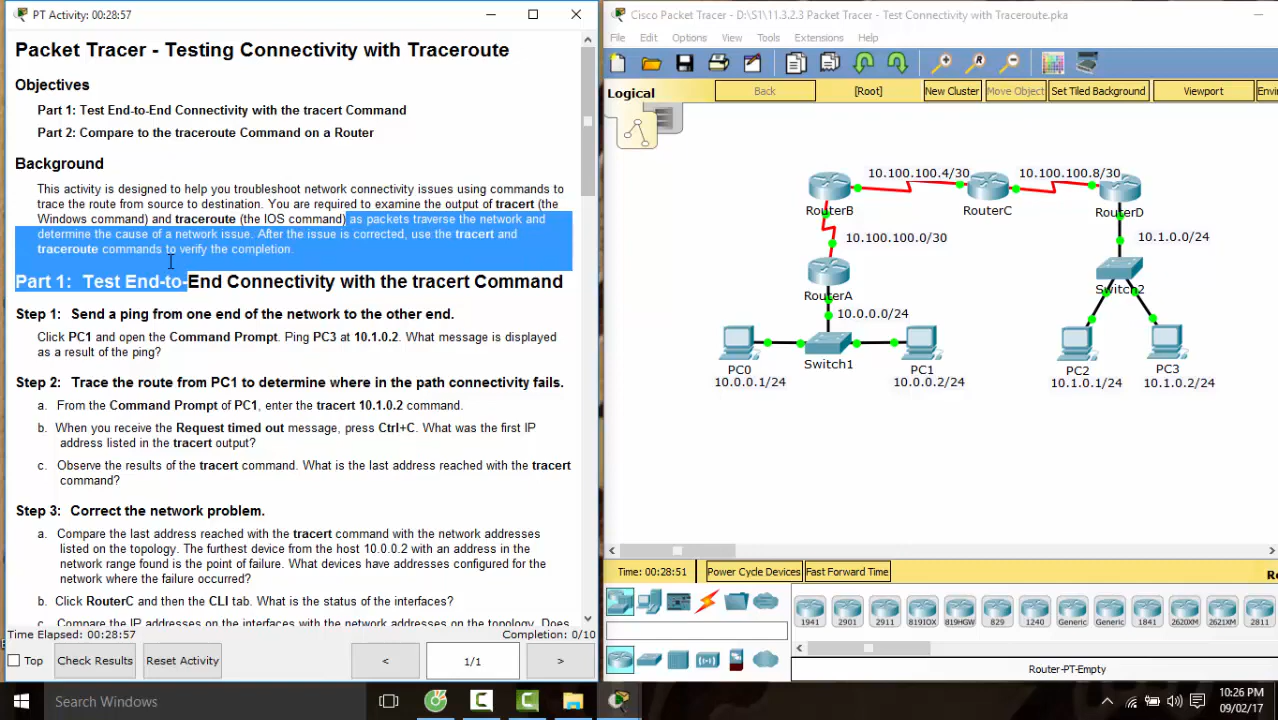 PT Activity: 00:28:57
Packet Tracer - Testing Connectivity with Traceroute
Objectives
Part 1: Test End-to-End Connectivity with the tracert Command
Part 2: Compare to the traceroute Command on a Router
Background
This activity is designed to help you troubleshoot network connectivity issues using commands to
trace the route from source to destination. You are required to examine the output of tracert (the
Windows command) and traceroute (the IOS command) as packets traverse the network and
determine the cause of a network issue. After the issue is corrected, use the tracert and
traceroute commands to verify the completion.
Part 1: Test End-to-End Connectivity with the tracert Command
Step 1: Send a ping from one end of the network to the other end.
Click PC1 and open the Command Prompt. Ping PC3 at 10.1.0.2. What message is displayed
as a result of the ping?
Step 2: Trace the route from PC1 to determine where in the path connectivity fails.
a. From the Command Prompt of PC1, enter the tracert 10.1.0.2 command.
b. When you receive the Request timed out message, press Ctrl+C. What was the first IP
address listed in the tracert output?
c. Observe the results of the tracert command. What is the last address reached with the tracert
command?
Step 3: Correct the network problem.
a. Compare the last address reached with the tracert command with the network addresses
listed on the topology. The furthest device from the host 10.0.0.2 with an address in the
network range found is the point of failure. What devices have addresses configured for the
network where the failure occurred?
b. Click RouterC and then the CLI tab. What is the status of the interfaces?
c. Compare the IP addresses on the interfaces with the network addresses on the topology. Does
Time Elapsed: 00:28:57
Completion: 0/10
Top
Check Results
Reset Activity
<
1/1
>
Cisco Packet Tracer - D:\S1\11.3.2.3 Packet Tracer - Test Connectivity with Traceroute.pka
File Edit Options View Tools Extensions Help
Logical
Back
[Root]
New Cluster
Move Object
Set Tiled Background
Viewport
Envi
10.100.100.4/30
10.100.100.8/30
RouterB
RouterC
RouterD
10.100.100.0/30
10.1.0.0/24
RouterA
Switch2
10.0.0.0/24
Switch1
PC0
10.0.0.1/24
PC1
10.0.0.2/24
PC2
10.1.0.1/24
PC3
10.1.0.2/24
Time: 00:28:51
Power Cycle Devices
Fast Forward Time
1941 2901 2911 819IOX 819HGW 829 1240 Generic Generic 1841 2620XM 2621XM 2811
Router-PT-Empty
Search Windows
10:26 PM
09/02/17